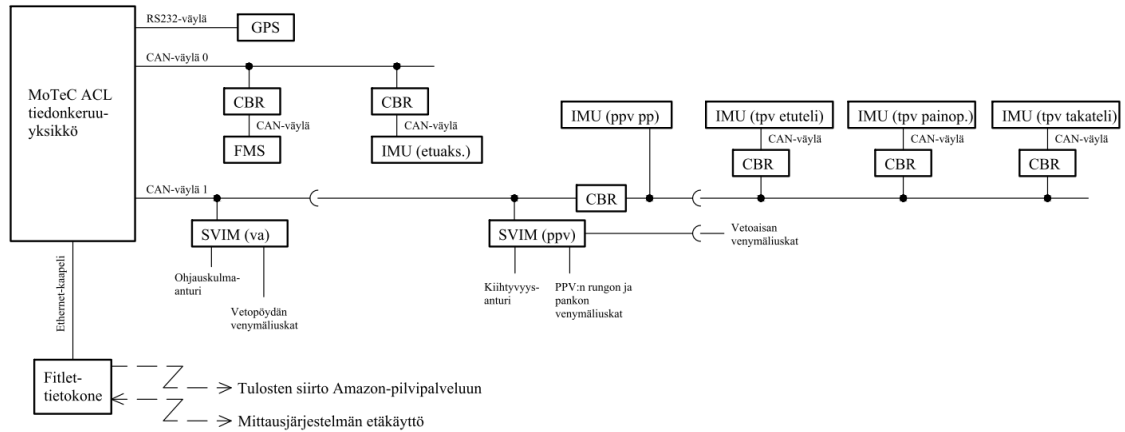 RS232-väylä
GPS
CAN-väylä 0
MoTeC ACL
tiedonkeruu-
yksikkö
CBR
CAN-väylä
FMS
CBR
CAN-väylä
IMU (etuaks.)
IMU (ppv pp)
IMU (tpv etuteli)
CAN-väylä
CBR
IMU (tpv painop.)
CAN-väylä
CBR
IMU (tpv takateli)
CAN-väylä
CBR
CAN-väylä 1
CBR
SVIM (va)
SVIM (ppv)
Vetoaisan
venymäliuskat
Ohjauskulma-
anturi
Vetopöydän
venymäliuskat
Kiihtyvyys-
anturi
PPV:n rungon ja
pankon
venymäliuskat
Ethernet-kaapeli
Fitlet-
tietokone
Tulosten siirto Amazon-pilvipalveluun
Mittausjärjestelmän etäkäyttö